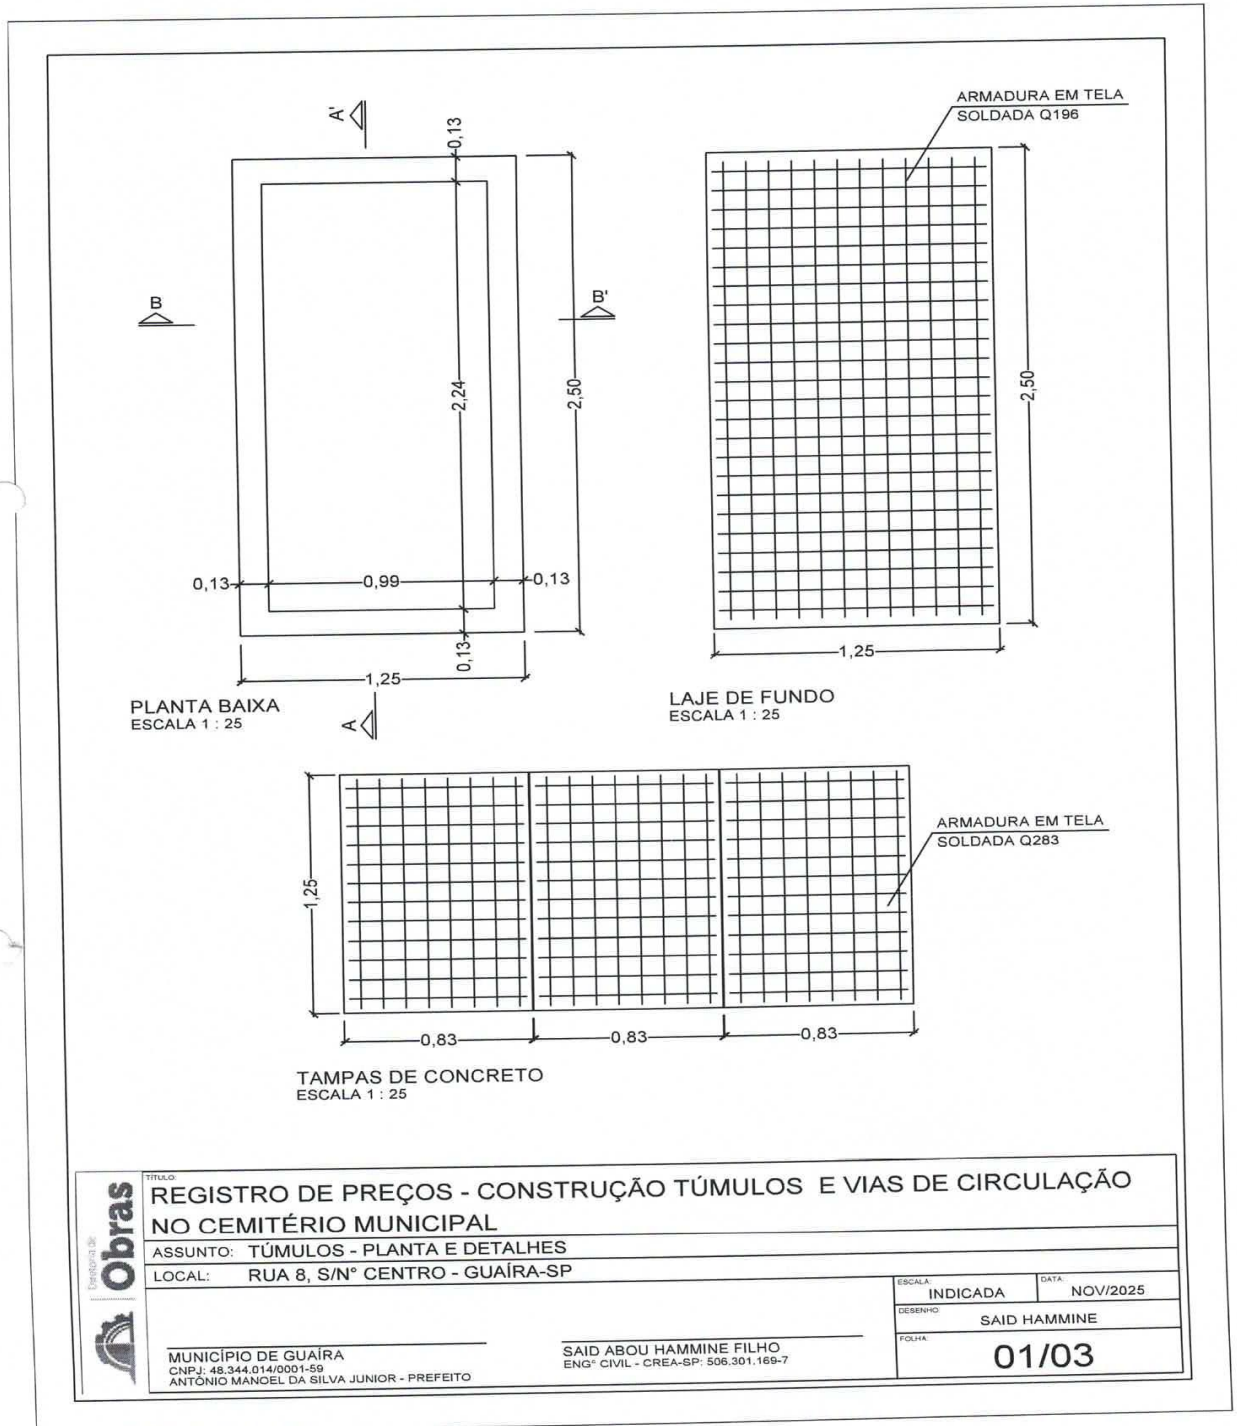 A'
0,13
B
B'
2,24
2,50
0,13
0,99
0,13
0,13
1,25
PLANTA BAIXA
ESCALA 1 : 25
A
ARMADURA EM TELA
SOLDADA Q196
2,50
1,25
LAJE DE FUNDO
ESCALA 1 : 25
1,25
ARMADURA EM TELA
SOLDADA Q283
0,83
0,83
0,83
TAMPAS DE CONCRETO
ESCALA 1 : 25
Diretoria de
Obras
TÍTULO:
REGISTRO DE PREÇOS - CONSTRUÇÃO TÚMULOS E VIAS DE CIRCULAÇÃO
NO CEMITÉRIO MUNICIPAL
ASSUNTO: TÚMULOS - PLANTA E DETALHES
LOCAL: RUA 8, S/N° CENTRO - GUAÍRA-SP
ESCALA:
INDICADA
DATA:
NOV/2025
DESENHO:
SAID HAMMINE
FOLHA:
01/03
MUNICÍPIO DE GUAÍRA
CNPJ: 48.344.014/0001-59
ANTÔNIO MANOEL DA SILVA JUNIOR - PREFEITO
SAID ABOU HAMMINE FILHO
ENG° CIVIL - CREA-SP: 506.301.169-7